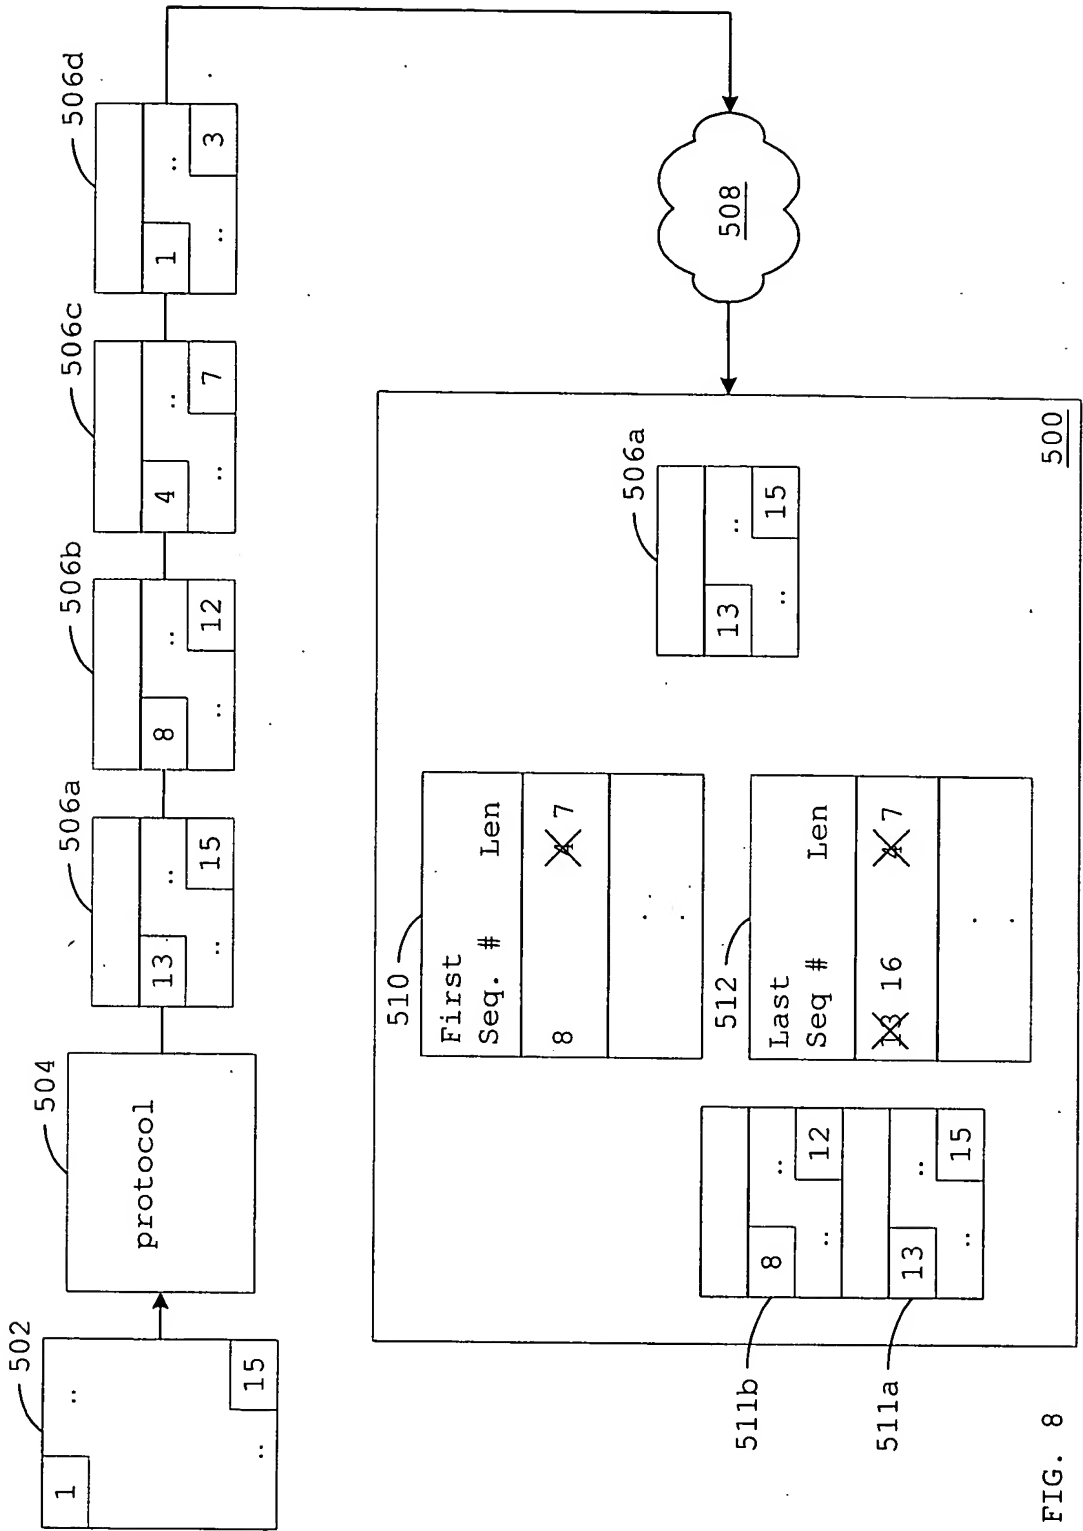 502
1
..
..
15
504
protocol
506a
13
..
..
15
506b
8
..
..
12
506c
4
..
..
7
506d
1
..
..
3
508
500
510
First
Seq. # Len
8 4 7
.
.
512
Last
Seq # Len
13 16 4 7
.
.
506a
13
..
..
15
511b
8
..
..
12
511a
13
..
..
15
FIG. 8